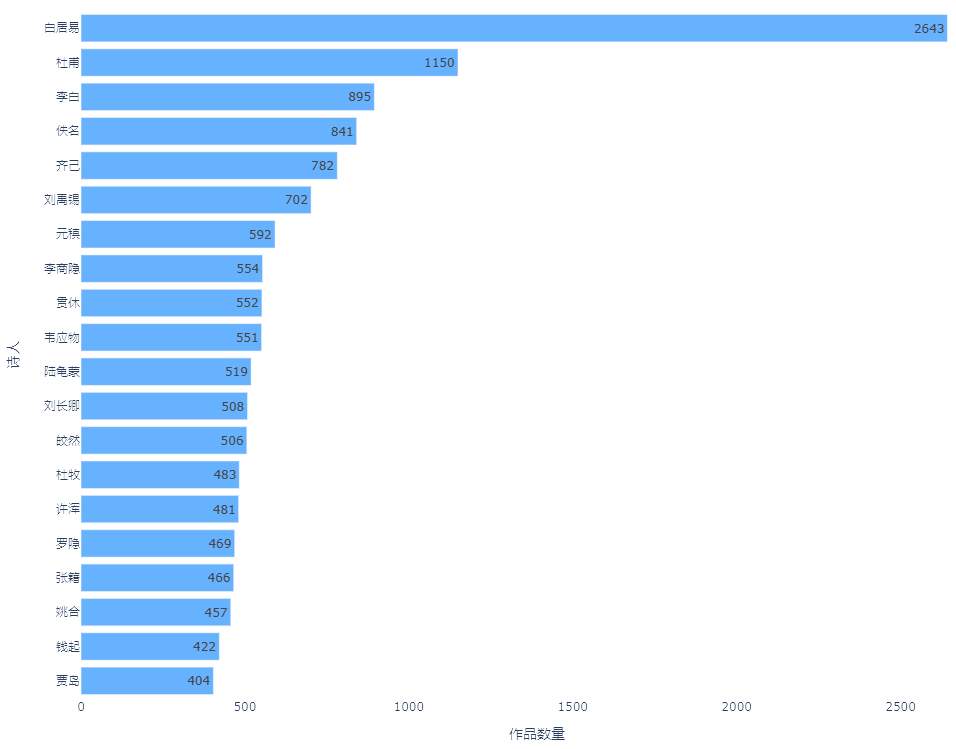 白居易 2643
杜甫 1150
李白 895
佚名 841
齐己 782
刘禹锡 702
元稹 592
李商隐 554
贯休 552
韦应物 551
陆龟蒙 519
刘长卿 508
皎然 506
杜牧 483
许浑 481
罗隐 469
张籍 466
姚合 457
钱起 422
贾岛 404
诗人
0 500 1000 1500 2000 2500
作品数量